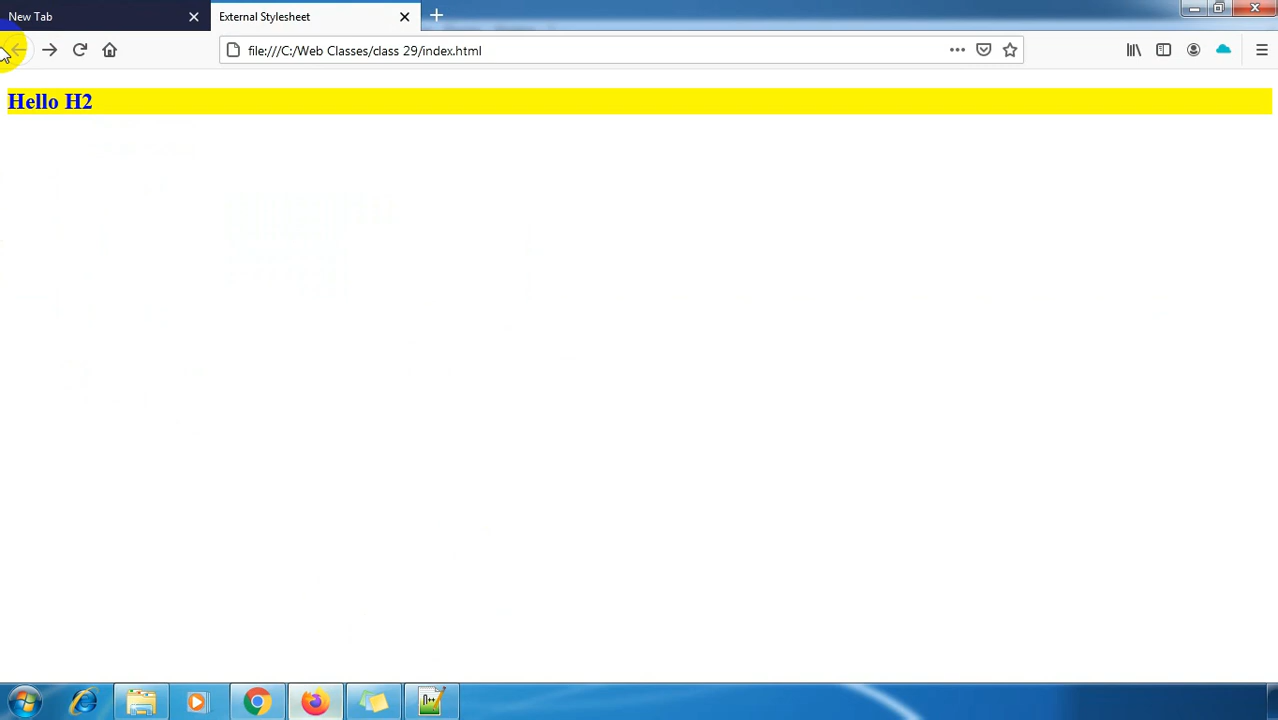 New Tab
External Stylesheet
file:///C:/Web Classes/class 29/index.html
Hello H2